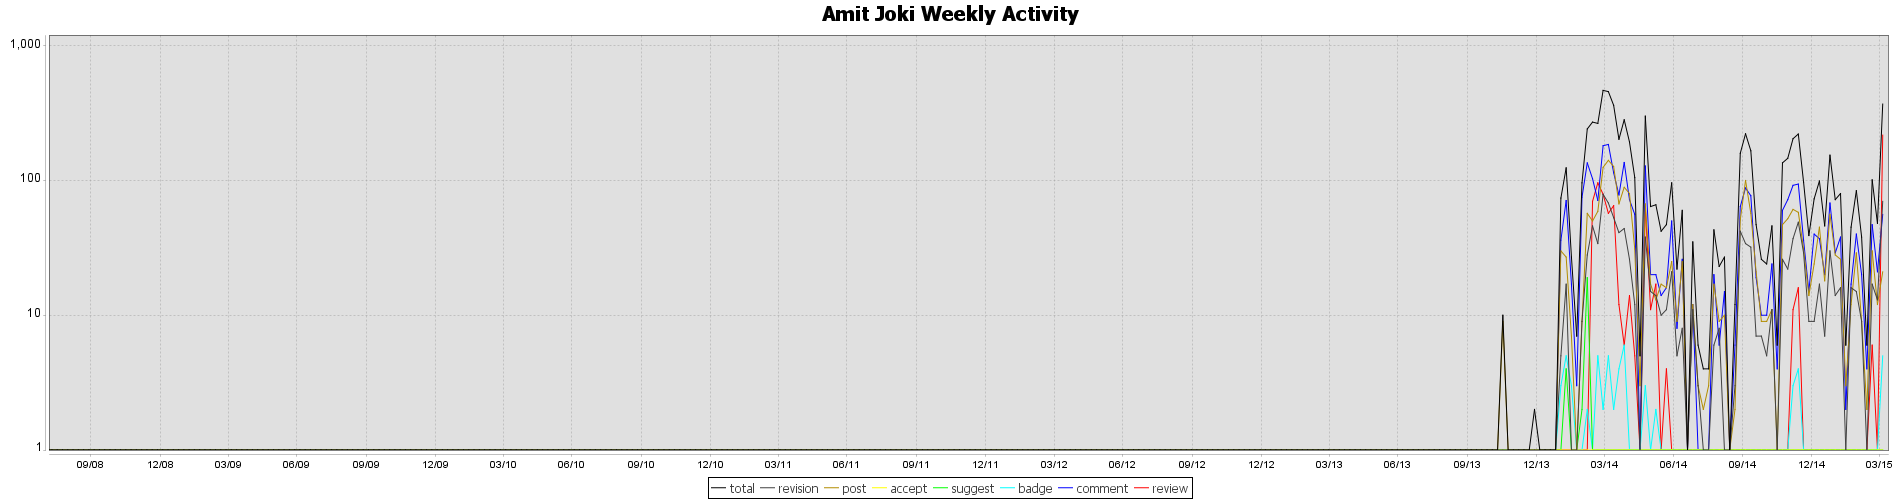 Amit Joki Weekly Activity
1,000
100
10
1
09/08 12/08 03/09 06/09 09/09 12/09 03/10 06/10 09/10 12/10 03/11 06/11 09/11 12/11 03/12 06/12 09/12 12/12 03/13 06/13 09/13 12/13 03/14 06/14 09/14 12/14 03/15
total revision post accept suggest badge comment review